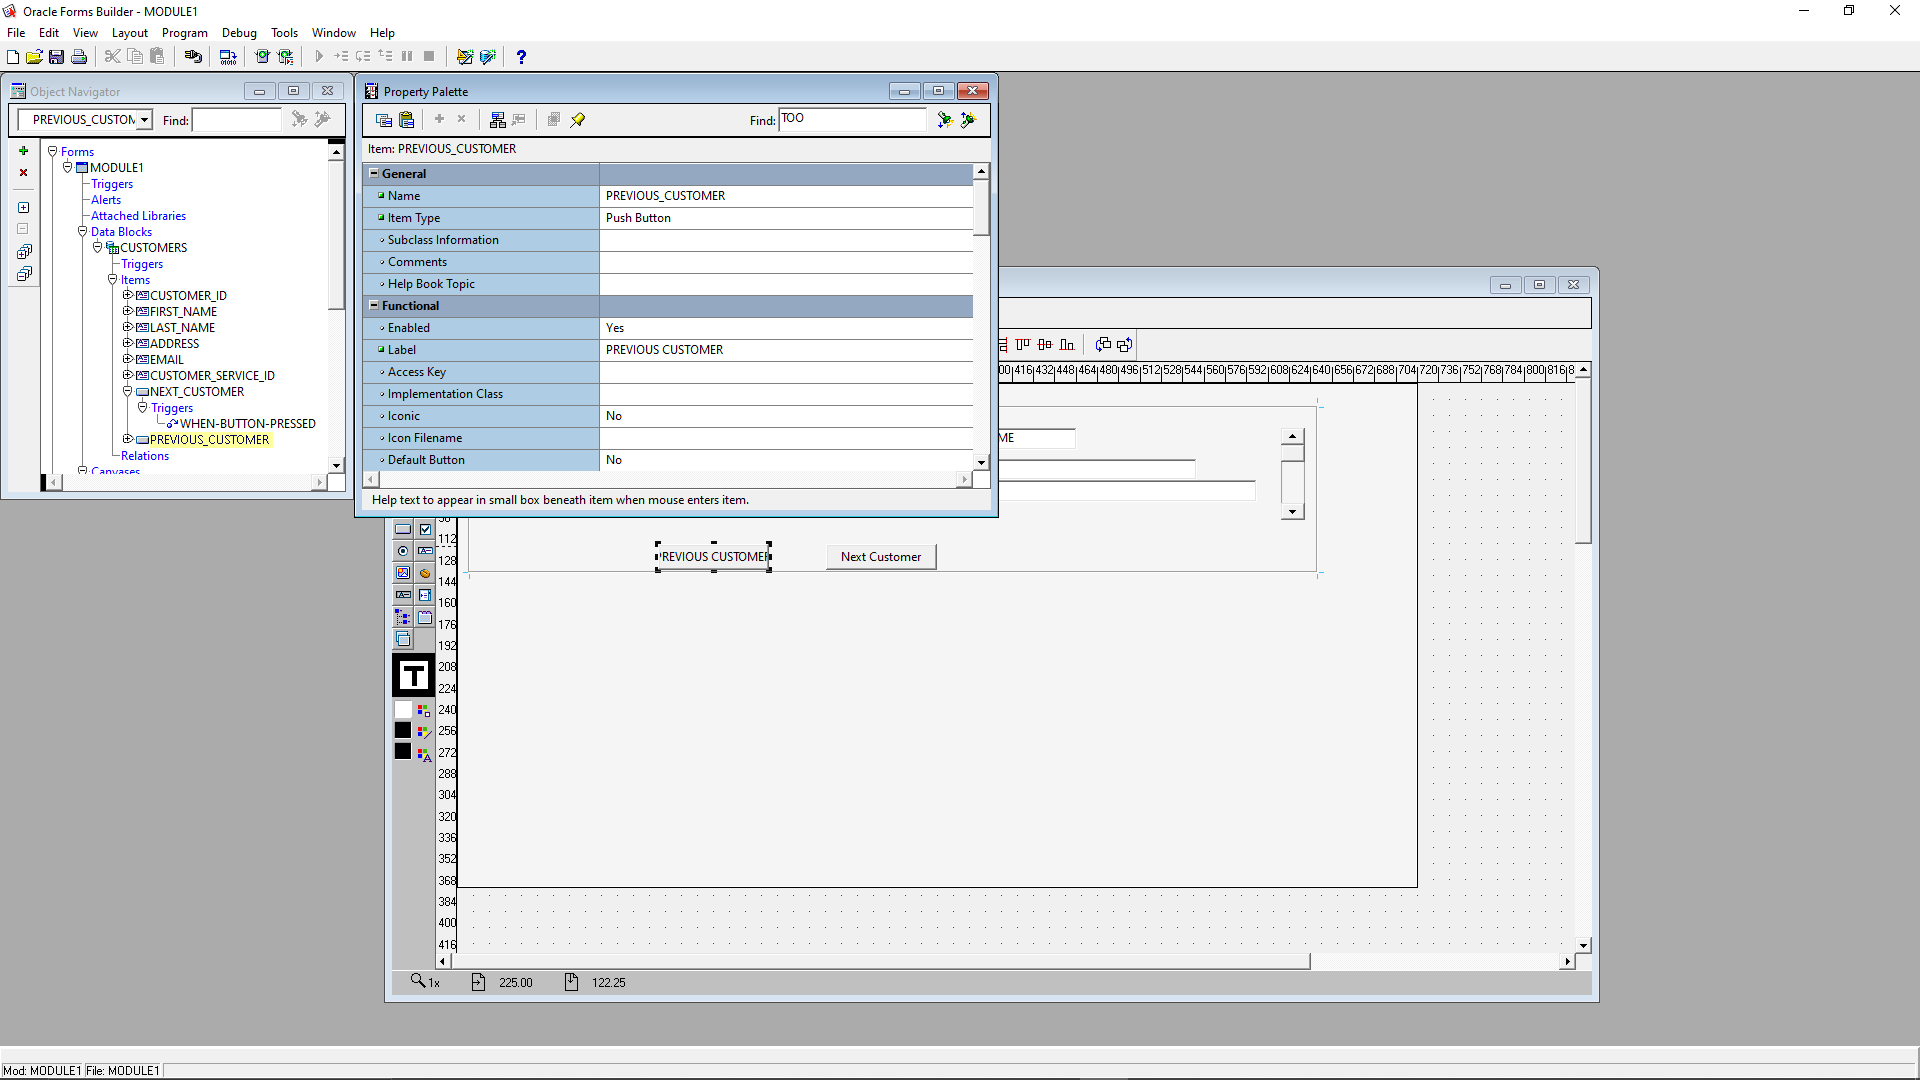 Oracle Forms Builder - MODULE1
File Edit View Layout Program Debug Tools Window Help
Object Navigator
PREVIOUS_CUSTOM
Find:
Forms
MODULE1
Triggers
Alerts
Attached Libraries
Data Blocks
CUSTOMERS
Triggers
Items
CUSTOMER_ID
FIRST_NAME
LAST_NAME
ADDRESS
EMAIL
CUSTOMER_SERVICE_ID
NEXT_CUSTOMER
Triggers
WHEN-BUTTON-PRESSED
PREVIOUS_CUSTOMER
Relations
Canvases
Property Palette
Find: TOO
Item: PREVIOUS_CUSTOMER
General
Name PREVIOUS_CUSTOMER
Item Type Push Button
Subclass Information
Comments
Help Book Topic
Functional
Enabled Yes
Label PREVIOUS CUSTOMER
Access Key
Implementation Class
Iconic No
Icon Filename
Default Button No
Help text to appear in small box beneath item when mouse enters item.
00 416 432 448 464 480 496 512 528 544 560 576 592 608 624 640 656 672 688 704 720 736 752 768 784 800 816 8
ME
PREVIOUS CUSTOMER
Next Customer
112
128
144
160
176
192
208
224
240
256
272
288
304
320
336
352
368
384
400
416
T
1x 225.00 122.25
Mod: MODULE1 File: MODULE1